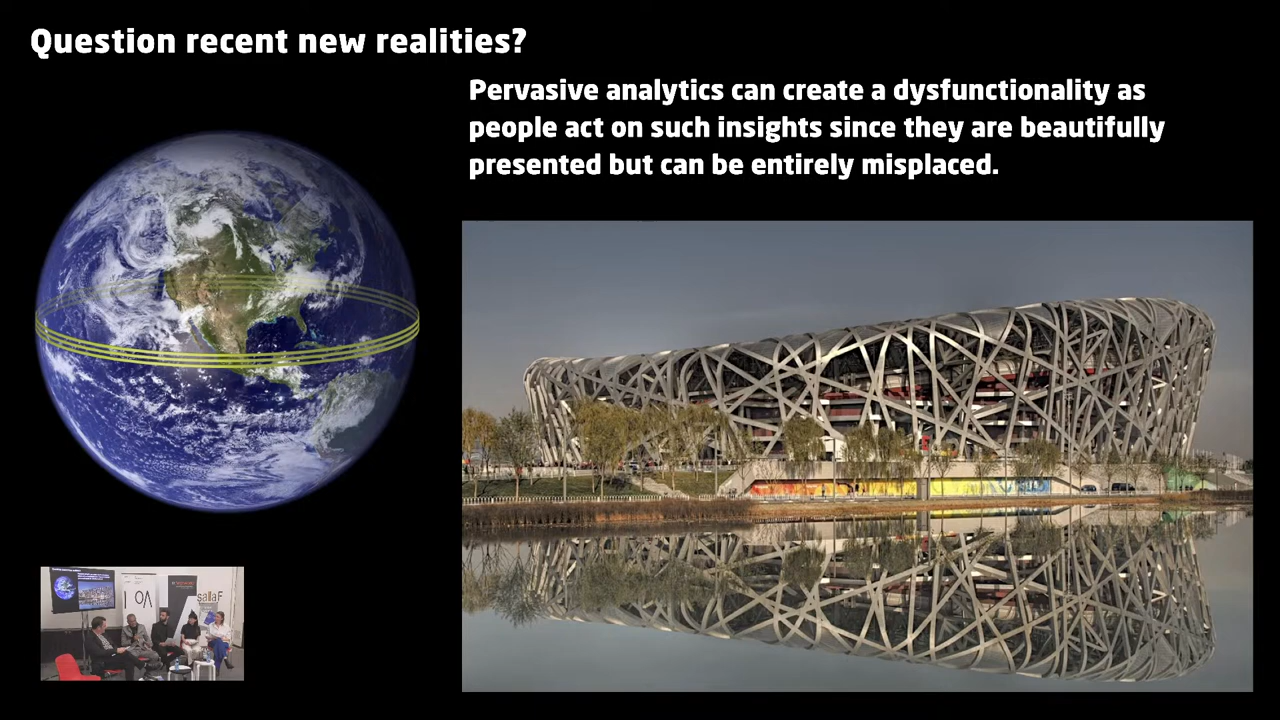 Question recent new realities?
Pervasive analytics can create a dysfunctionality as
people act on such insights since they are beautifully
presented but can be entirely misplaced.